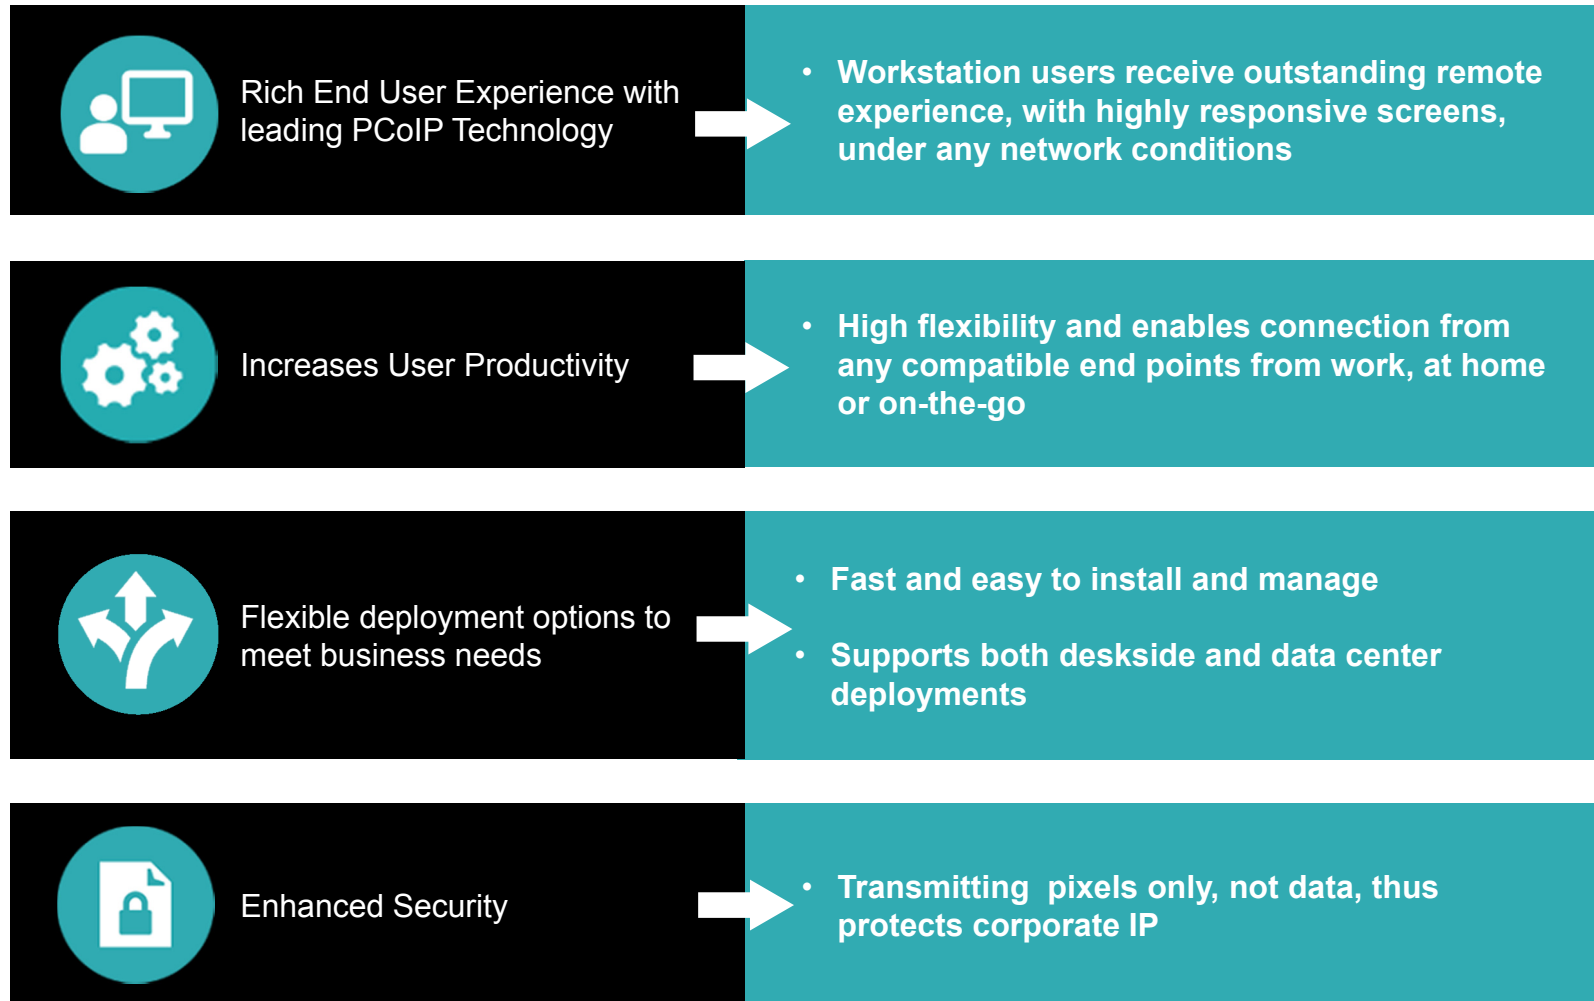 Rich End User Experience with
leading PCoIP Technology
• Workstation users receive outstanding remote
experience, with highly responsive screens,
under any network conditions
Increases User Productivity
• High flexibility and enables connection from
any compatible end points from work, at home
or on-the-go
Flexible deployment options to
meet business needs
• Fast and easy to install and manage
• Supports both deskside and data center
deployments
Enhanced Security
• Transmitting  pixels only, not data, thus
protects corporate IP